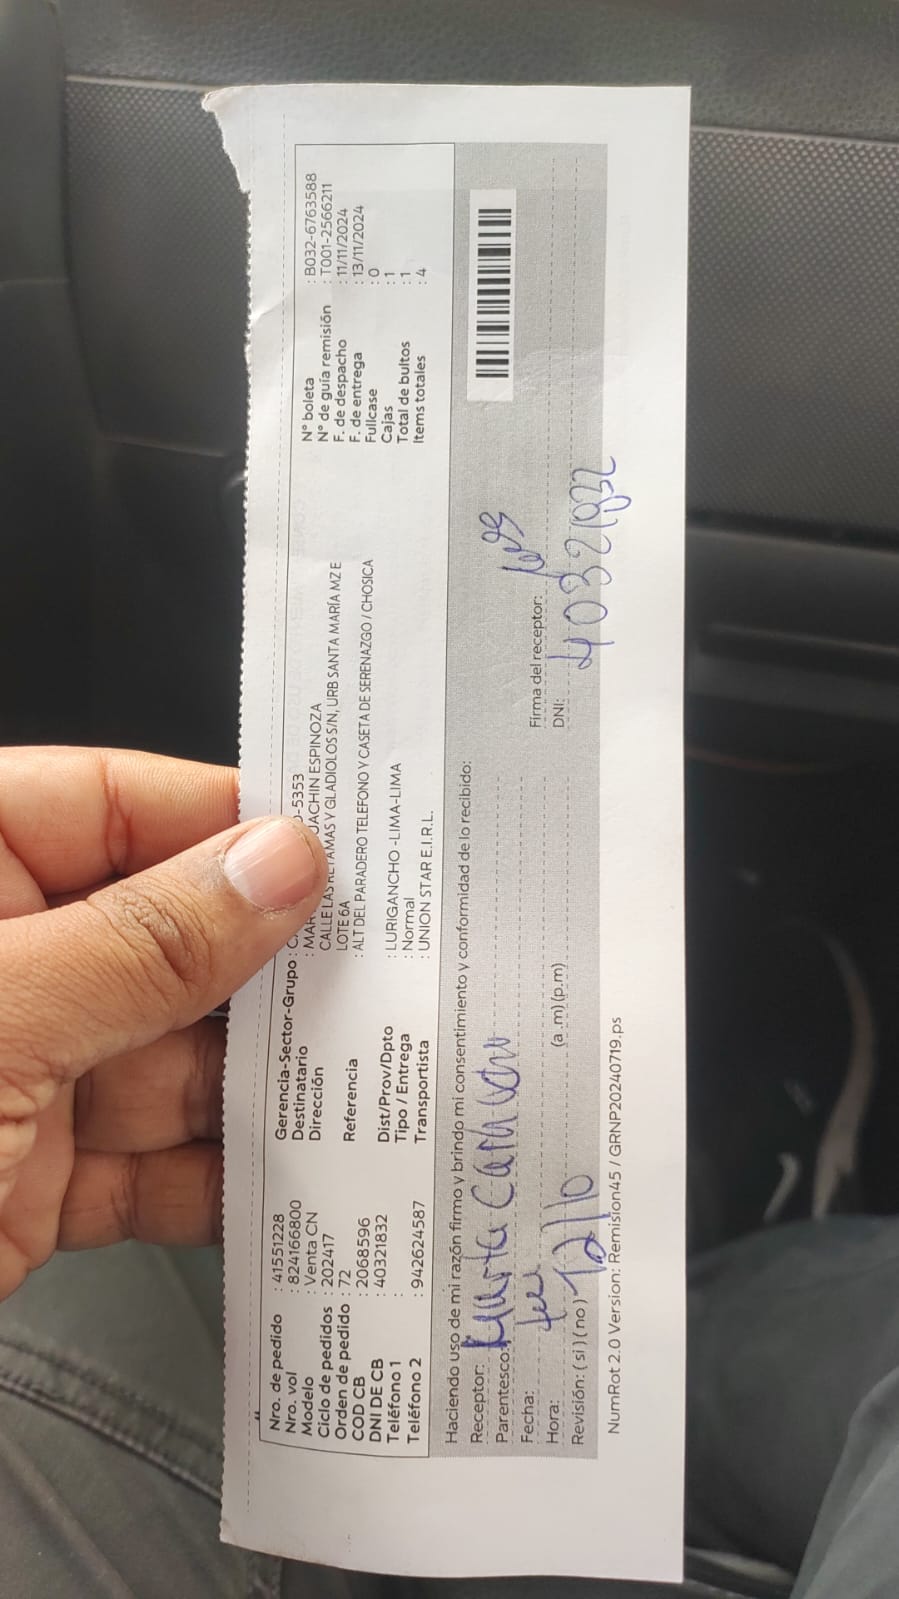 Nro. de pedido : 41551228
Nro. vol : 824166800
Modelo : Venta CN
Ciclo de pedidos : 202417
Orden de pedido : 72
COD CB : 2068596
DNI DE CB : 40321832
Teléfono 1 :
Teléfono 2 : 942624587
Gerencia-Sector-Grupo : -5353
Destinatario : ESPINOZA
Dirección CALLE LAS RETAMAS Y GLADIOLOS S/N, URB SANTA MARÍA MZ E
LOTE 6A
Referencia : ALT DEL PARADERO TELEFONO Y CASETA DE SERENAZGO / CHOSICA
Dist/Prov/Dpto : LURIGANCHO -LIMA-LIMA
Tipo / Entrega : Normal
Transportista : UNION STAR E.I.R.L.
N° boleta : B032-6763588
N° de guía remisión : T001-2566211
F. de despacho : 11/11/2024
F. de entrega : 13/11/2024
Fullcase : 0
Cajas : 1
Total de bultos : 1
Items totales : 4
Haciendo uso de mi razón firmo y brindo mi consentimiento y conformidad de lo recibido:
Receptor:
Parentesco:
Fecha:
Hora: 12/10 (a .m) (p.m)
Revisión: ( si ) ( no )
Firma del receptor:
DNI: 40321832
NumRot 2.0 Version: Remision45 / GRNP20240719.ps